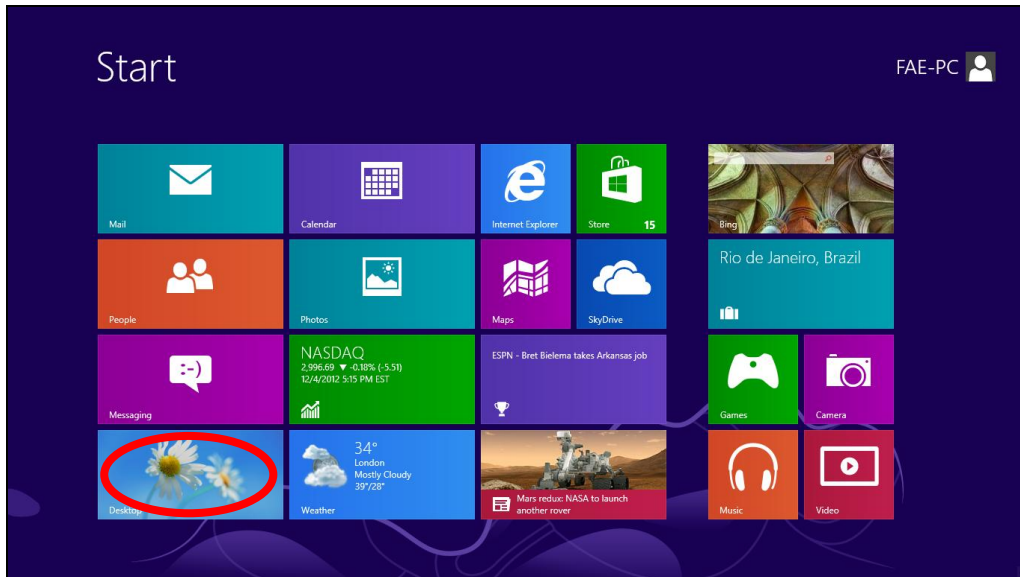 Start
FAE-PC
Mail
Calendar
Internet Explorer
Store 15
Bing
People
Photos
Maps
SkyDrive
Rio de Janeiro, Brazil
Messaging
NASDAQ
2,996.69 ▼ -0.18% (-5.51)
12/4/2012 5:15 PM EST
ESPN - Bret Bielema takes Arkansas job
Games
Camera
Desktop
34°
London
Mostly Cloudy
39°/28°
Weather
Mars redux: NASA to launch
another rover
Music
Video